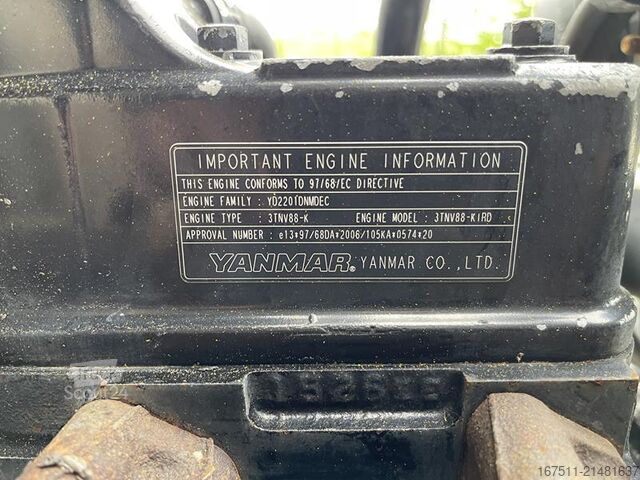 IMPORTANT ENGINE INFORMATION
THIS ENGINE CONFORMS TO 97/68/EC DIRECTIVE
ENGINE FAMILY : YD2201DNMDEC
ENGINE TYPE : 3TNV88-K ENGINE MODEL : 3TNV88-KIRD
APPROVAL NUMBER : e13*97/68DA*2006/105KA*0574*20
YANMAR® YANMAR CO.,LTD.
167511-21481637